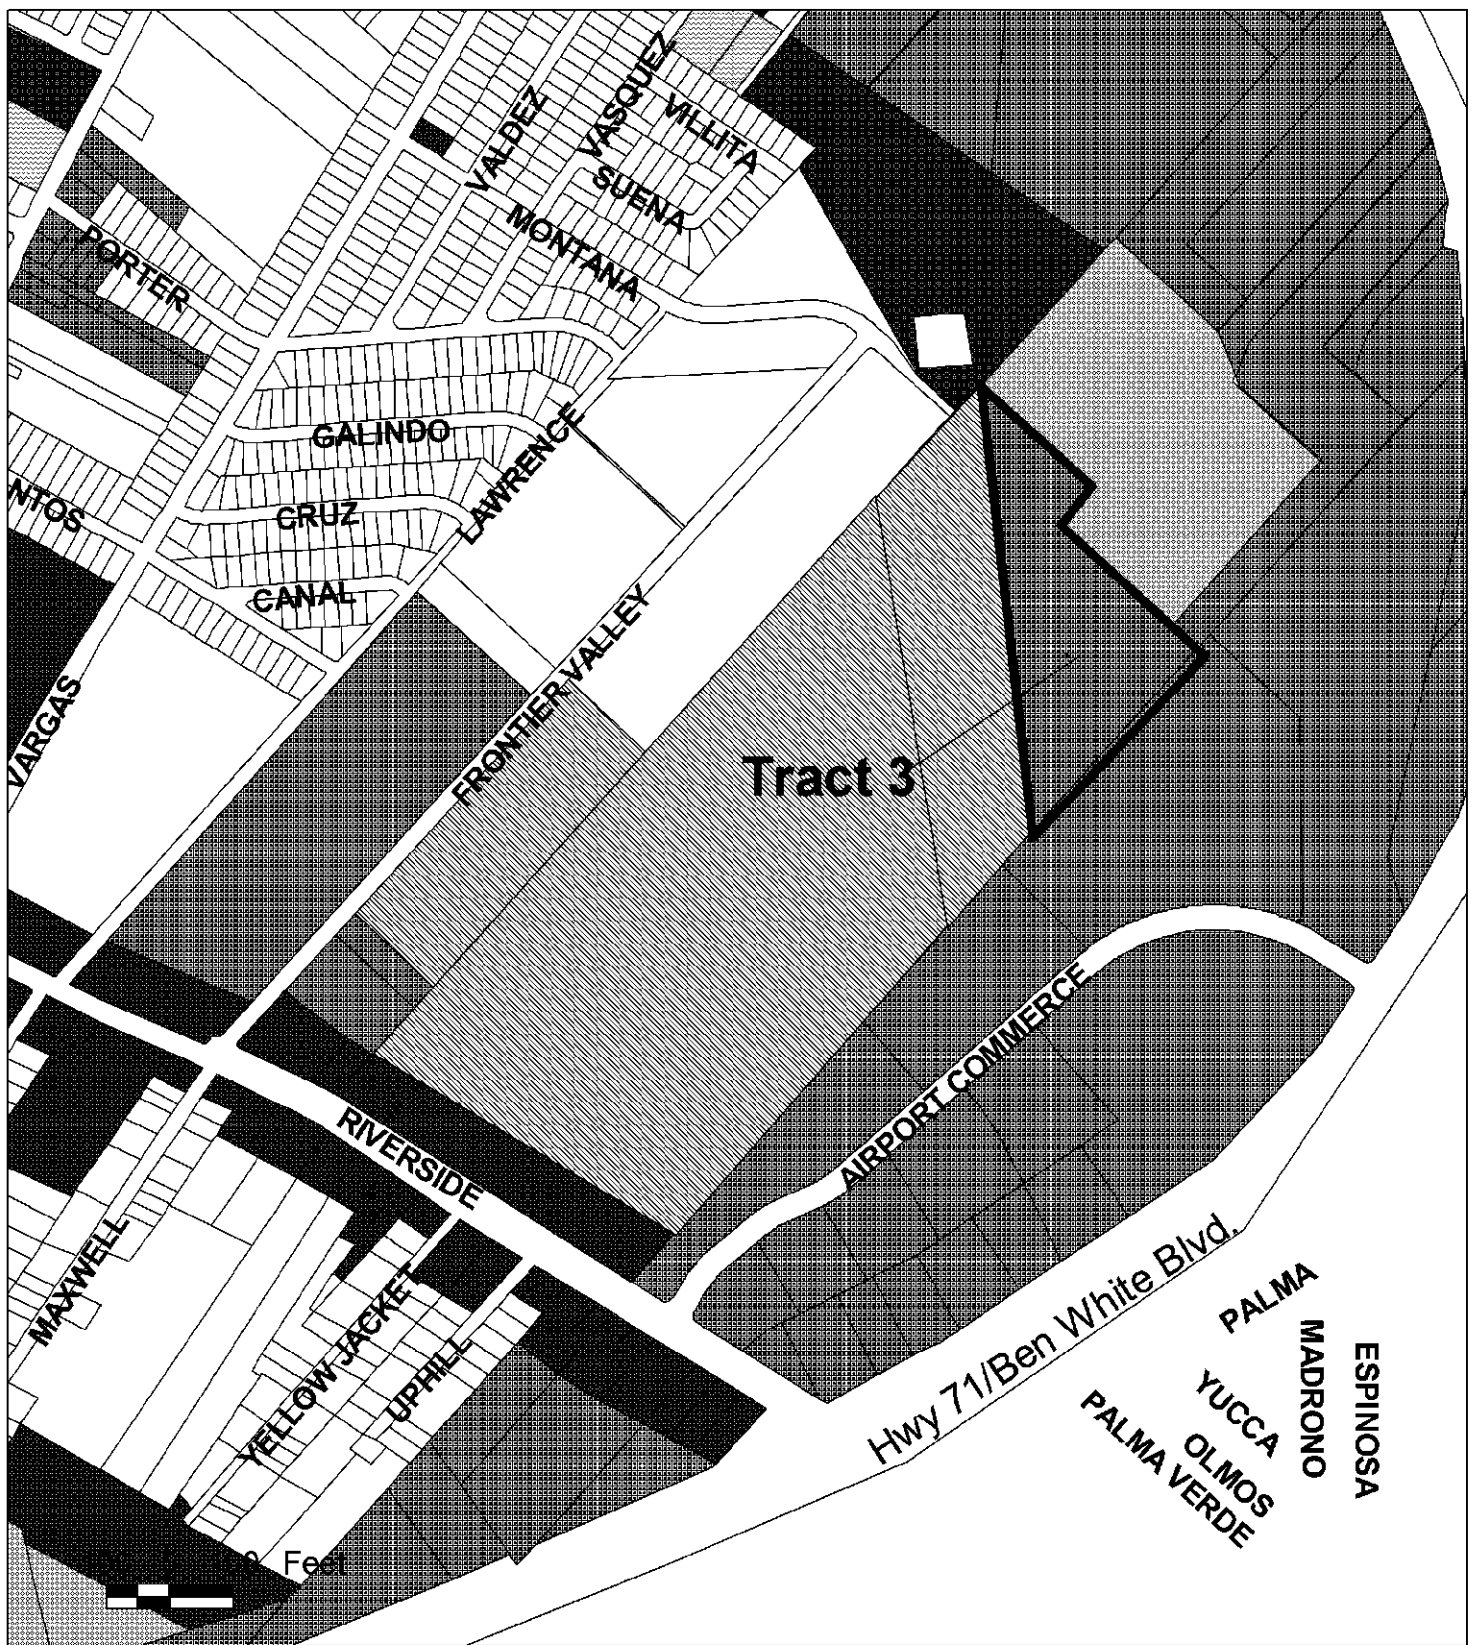 VASQUEZ
VILLITA
VALDEZ
SUENA
MONTANA
PORTER
GALINDO
LAWRENCE
NTOS
CRUZ
CANAL
FRONTIER VALLEY
VARGAS
Tract 3
AIRPORT COMMERCE
RIVERSIDE
MAXWELL
YELLOW JACKET
UPHILL
Hwy 71/Ben White Blvd.
PALMA
MADRONO
ESPINOSA
YUCCA
OLMOS
PALMA VERDE
Feet